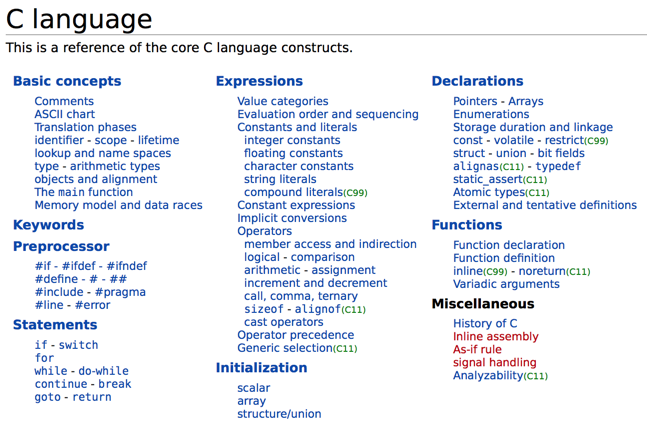 C language
This is a reference of the core C language constructs.
Basic concepts
Comments
ASCII chart
Translation phases
identifier - scope - lifetime
lookup and name spaces
type - arithmetic types
objects and alignment
The main function
Memory model and data races
Keywords
Preprocessor
#if - #ifdef - #ifndef
#define - # - ##
#include - #pragma
#line - #error
Statements
if - switch
for
while - do-while
continue - break
goto - return
Expressions
Value categories
Evaluation order and sequencing
Constants and literals
integer constants
floating constants
character constants
string literals
compound literals(C99)
Constant expressions
Implicit conversions
Operators
member access and indirection
logical - comparison
arithmetic - assignment
increment and decrement
call, comma, ternary
sizeof - alignof(C11)
cast operators
Operator precedence
Generic selection(C11)
Initialization
scalar
array
structure/union
Declarations
Pointers - Arrays
Enumerations
Storage duration and linkage
const - volatile - restrict(C99)
struct - union - bit fields
alignas(C11) - typedef
static_assert(C11)
Atomic types(C11)
External and tentative definitions
Functions
Function declaration
Function definition
inline(C99) - noreturn(C11)
Variadic arguments
Miscellaneous
History of C
Inline assembly
As-if rule
signal handling
Analyzability(C11)